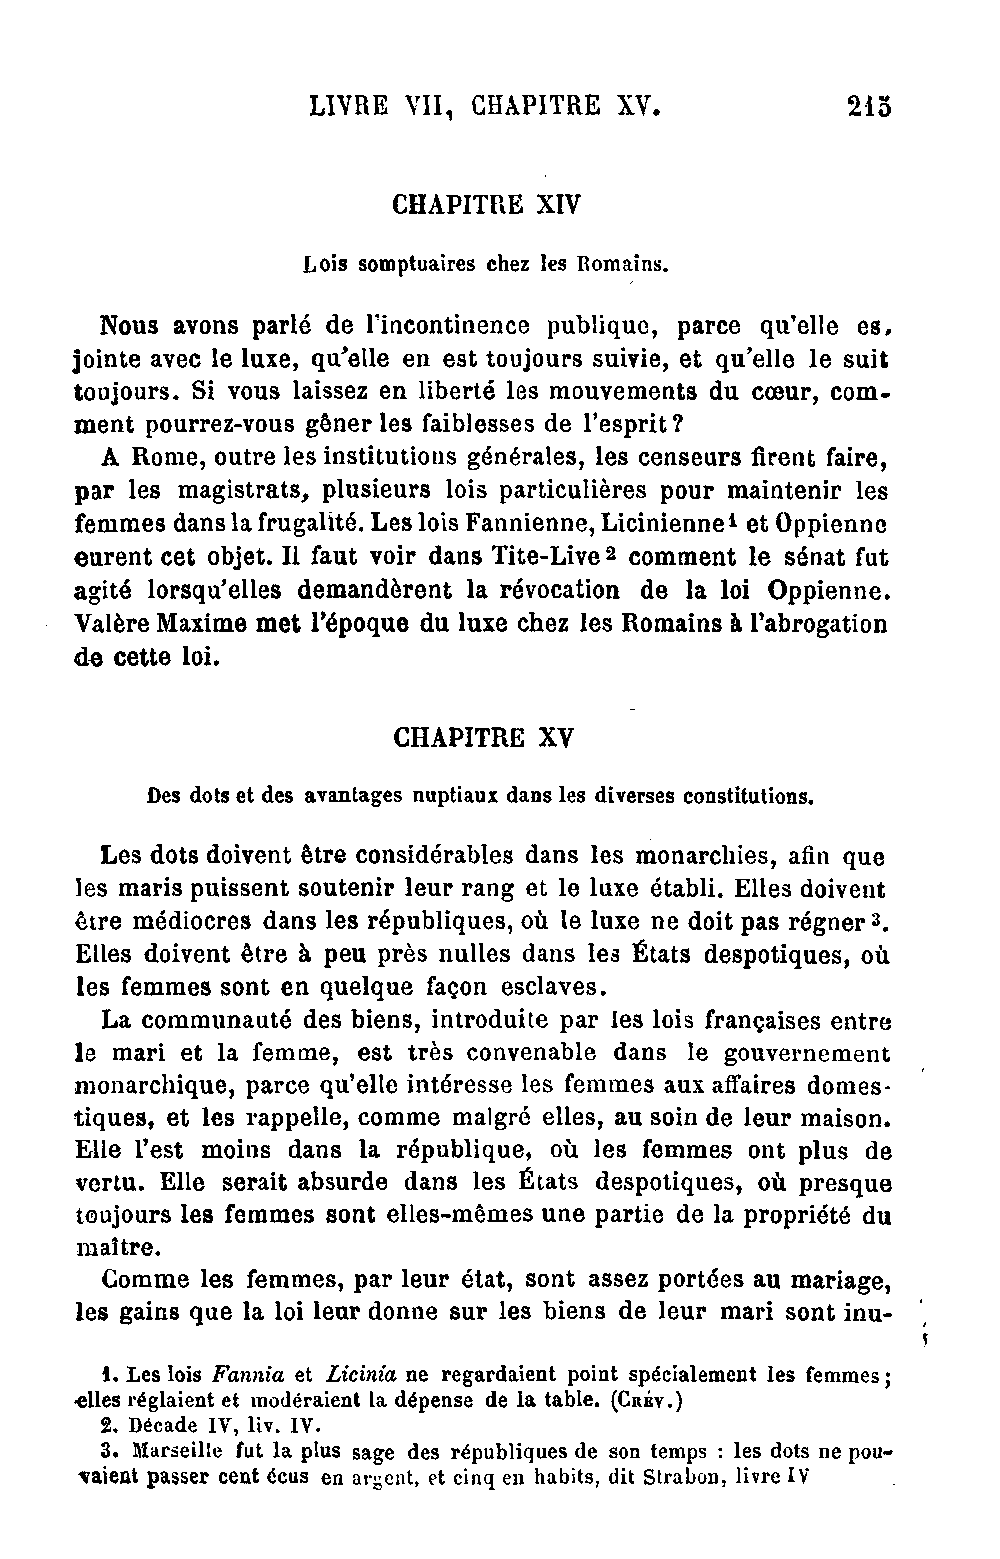 LIVRE VII, CHAPITRE XV. 215
CHAPITRE XIV
Lois somptuaires chez les Romains.
Nous avons parlé de l'incontinence publique, parce qu'elle es.
jointe avec le luxe, qu'elle en est toujours suivie, et qu'elle le suit
toujours. Si vous laissez en liberté les mouvements du cœur, com-
ment pourrez-vous gêner les faiblesses de l'esprit?
A Rome, outre les institutions générales, les censeurs firent faire,
par les magistrats, plusieurs lois particulières pour maintenir les
femmes dans la frugalité. Les lois Fannienne, Licinienne¹ et Oppienne
eurent cet objet. Il faut voir dans Tite-Live² comment le sénat fut
agité lorsqu'elles demandèrent la révocation de la loi Oppienne.
Valère Maxime met l'époque du luxe chez les Romains à l'abrogation
de cette loi.
CHAPITRE XV
Des dots et des avantages nuptiaux dans les diverses constitutions.
Les dots doivent être considérables dans les monarchies, afin que
les maris puissent soutenir leur rang et le luxe établi. Elles doivent
être médiocres dans les républiques, où le luxe ne doit pas régner³.
Elles doivent être à peu près nulles dans les États despotiques, où
les femmes sont en quelque façon esclaves.
La communauté des biens, introduite par les lois françaises entre
le mari et la femme, est très convenable dans le gouvernement
monarchique, parce qu'elle intéresse les femmes aux affaires domes-
tiques, et les rappelle, comme malgré elles, au soin de leur maison.
Elle l'est moins dans la république, où les femmes ont plus de
vertu. Elle serait absurde dans les États despotiques, où presque
toujours les femmes sont elles-mêmes une partie de la propriété du
maître.
Comme les femmes, par leur état, sont assez portées au mariage,
les gains que la loi leur donne sur les biens de leur mari sont inu-
1. Les lois Fannia et Licinia ne regardaient point spécialement les femmes;
elles réglaient et modéraient la dépense de la table. (CRÉV.)
2. Décade IV, liv. IV.
3. Marseille fut la plus sage des républiques de son temps : les dots ne pou-
vaient passer cent écus en argent, et cinq en habits, dit Strabon, livre IV